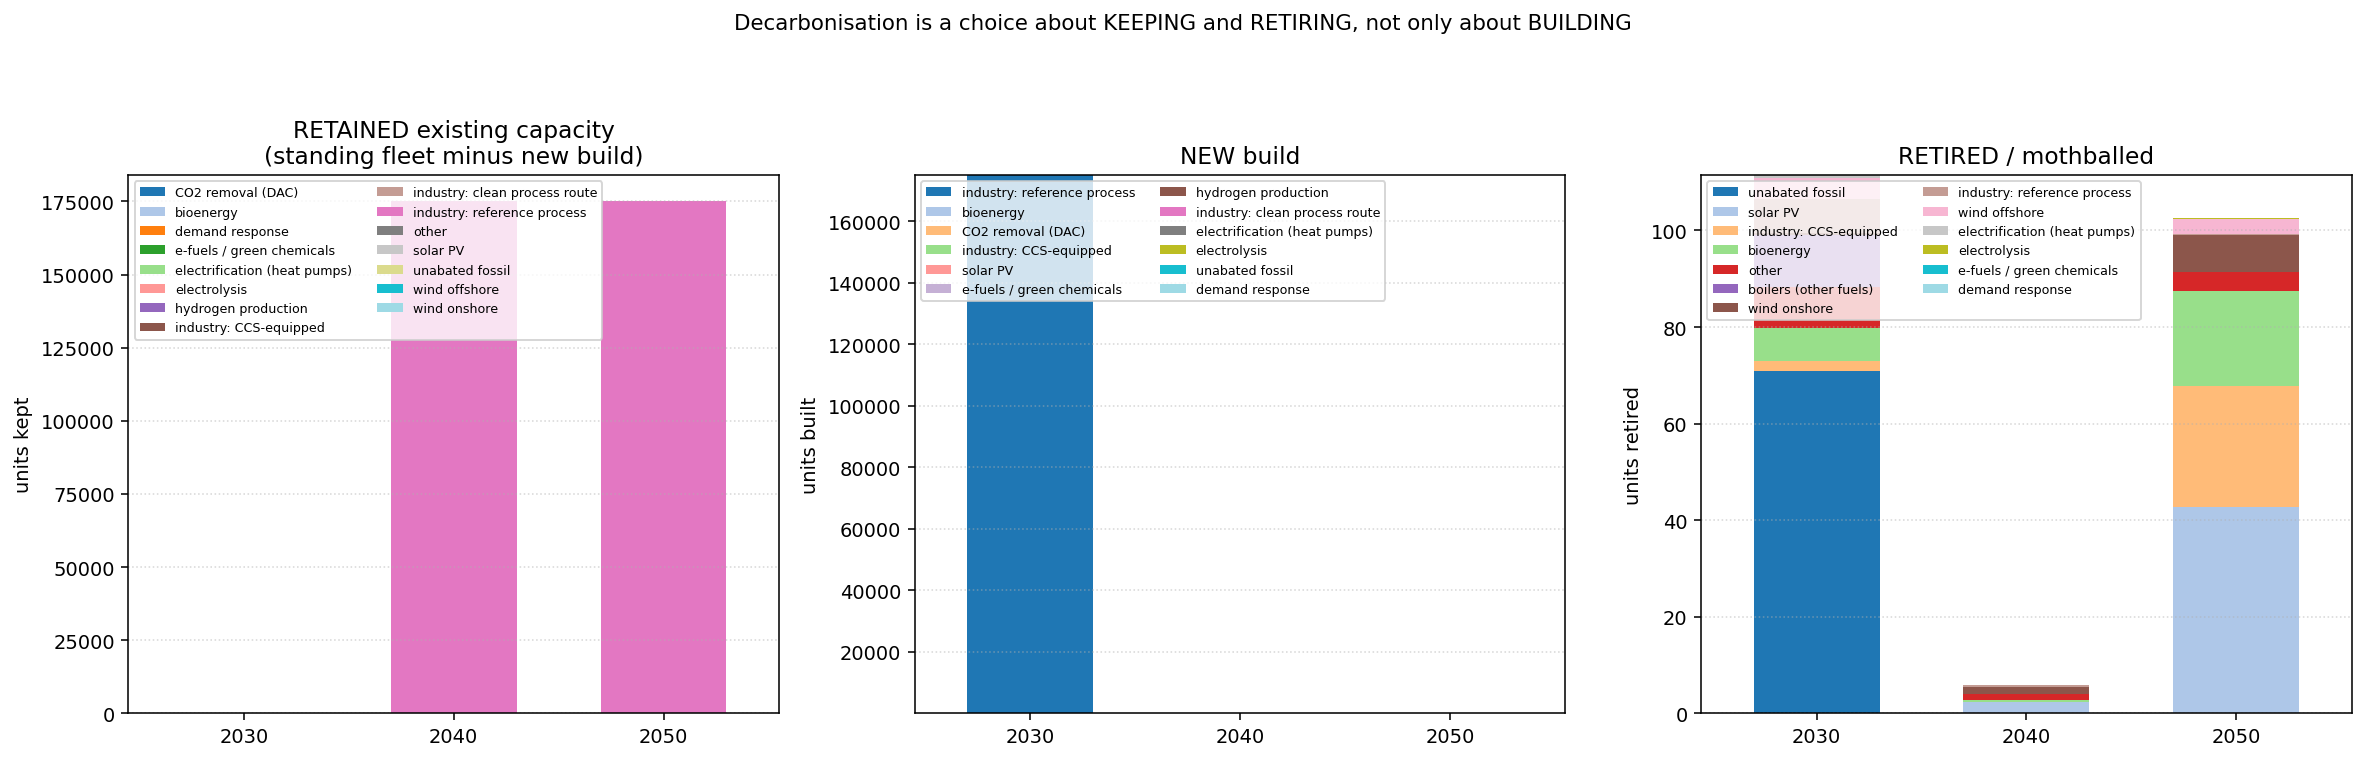 Decarbonisation is a choice about KEEPING and RETIRING, not only about BUILDING
RETAINED existing capacity
(standing fleet minus new build)
units kept
175000
150000
125000
100000
75000
50000
25000
0
CO2 removal (DAC)
bioenergy
demand response
e-fuels / green chemicals
electrification (heat pumps)
electrolysis
hydrogen production
industry: CCS-equipped
industry: clean process route
industry: reference process
other
solar PV
unabated fossil
wind offshore
wind onshore
2030
2040
2050
NEW build
units built
160000
140000
120000
100000
80000
60000
40000
20000
industry: reference process
bioenergy
CO2 removal (DAC)
industry: CCS-equipped
solar PV
e-fuels / green chemicals
hydrogen production
industry: clean process route
electrification (heat pumps)
electrolysis
unabated fossil
demand response
2030
2040
2050
RETIRED / mothballed
units retired
100
80
60
40
20
0
unabated fossil
solar PV
industry: CCS-equipped
bioenergy
other
boilers (other fuels)
wind onshore
industry: reference process
wind offshore
electrification (heat pumps)
electrolysis
e-fuels / green chemicals
demand response
2030
2040
2050